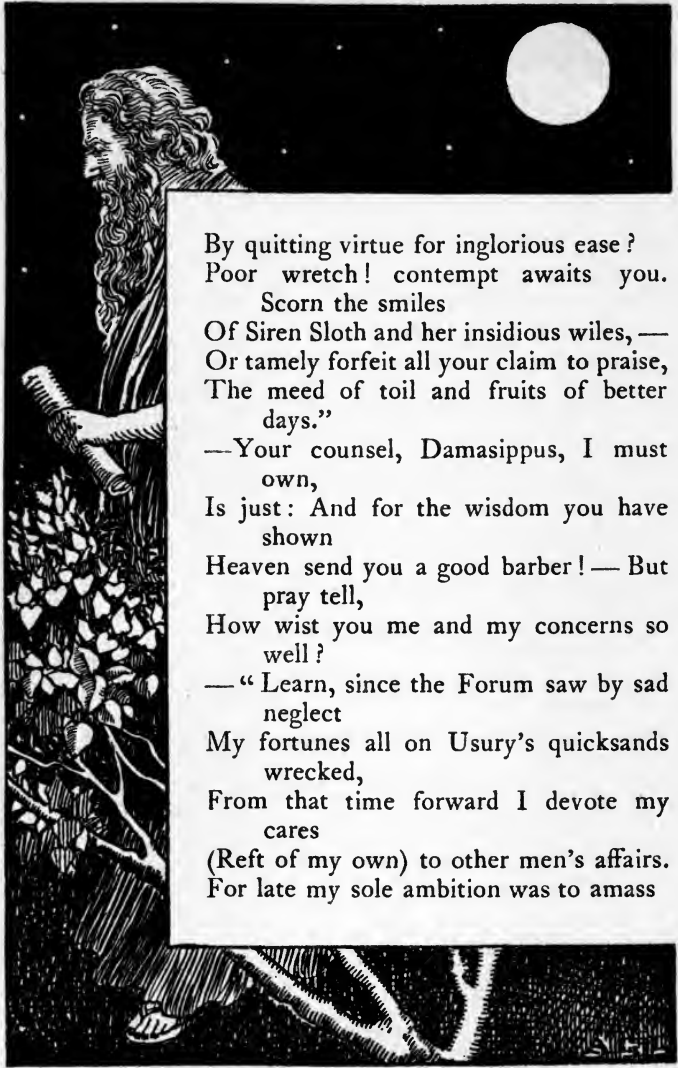 By quitting virtue for inglorious ease ?
Poor wretch ! contempt awaits you.
Scorn the smiles
Of Siren Sloth and her insidious wiles, —
Or tamely forfeit all your claim to praise,
The meed of toil and fruits of better
days.”
—Your counsel, Damasippus, I must
own,
Is just : And for the wisdom you have
shown
Heaven send you a good barber ! — But
pray tell,
How wist you me and my concerns so
well ?
— “ Learn, since the Forum saw by sad
neglect
My fortunes all on Usury’s quicksands
wrecked,
From that time forward I devote my
cares
(Reft of my own) to other men’s affairs.
For late my sole ambition was to amass